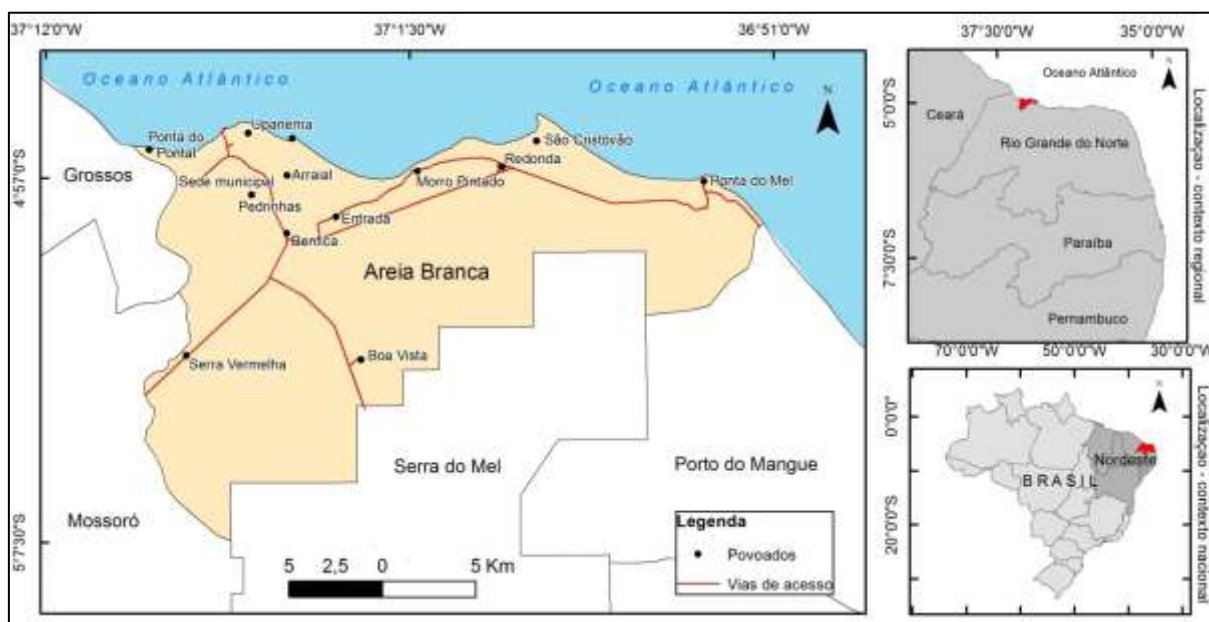 37°12'0"W
37°1'30"W
36°51'0"W
Oceano Atlântico
Oceano Atlântico
N
Upanema
Ponta do
Pontal
São Cristovão
Redonda
Grossos
Sede municipal
Arraial
Morro Pintado
Ponta do Mel
4°57'0"S
Pedrinhas
Entrada
Benfica
Areia Branca
Serra Vermelha
Boa Vista
Serra do Mel
Porto do Mangue
Mossoró
5°7'30"S
5 2,5 0 5 Km
Legenda
Povoados
Vias de acesso
37°30'0"W
35°0'0"W
Oceano Atlântico
N
5°0'0"S
Ceará
Rio Grande do Norte
Paraíba
7°30'0"S
Pernambuco
Localização - contexto regional
70°0'0"W
50°0'0"W
30°0'0"W
N
0°0'0"
Nordeste
BRASIL
20°0'0"S
Localização - contexto nacional